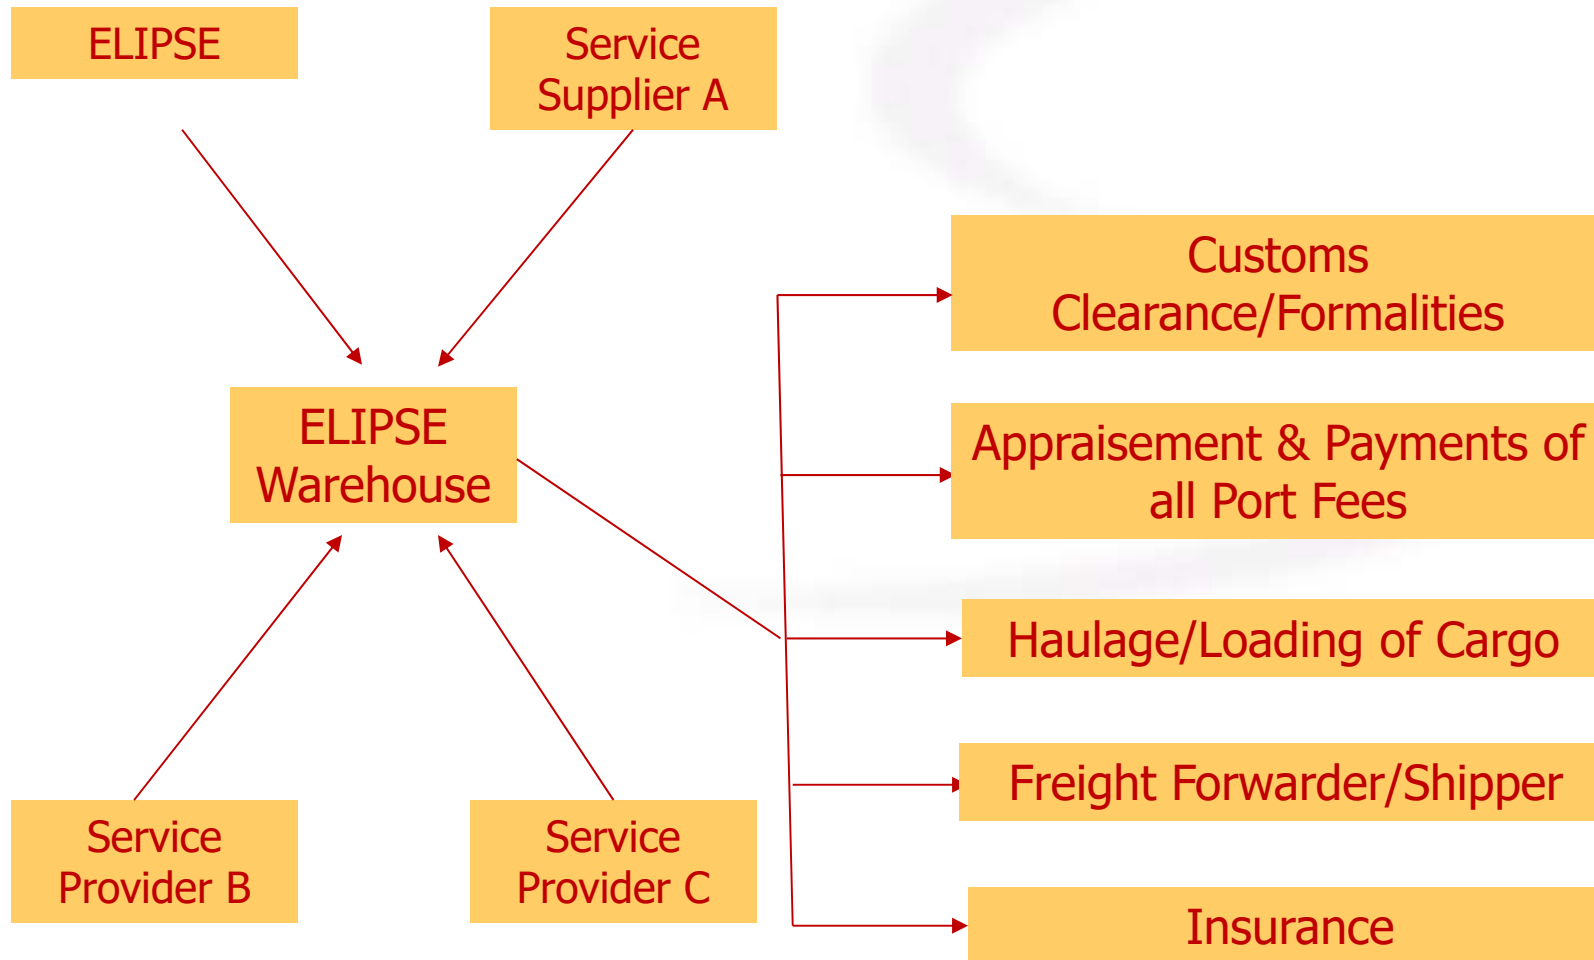 ELIPSE
Service
Supplier A
Customs
Clearance/Formalities
ELIPSE
Warehouse
Appraisement & Payments of
all Port Fees
Haulage/Loading of Cargo
Freight Forwarder/Shipper
Service
Provider B
Service
Provider C
Insurance